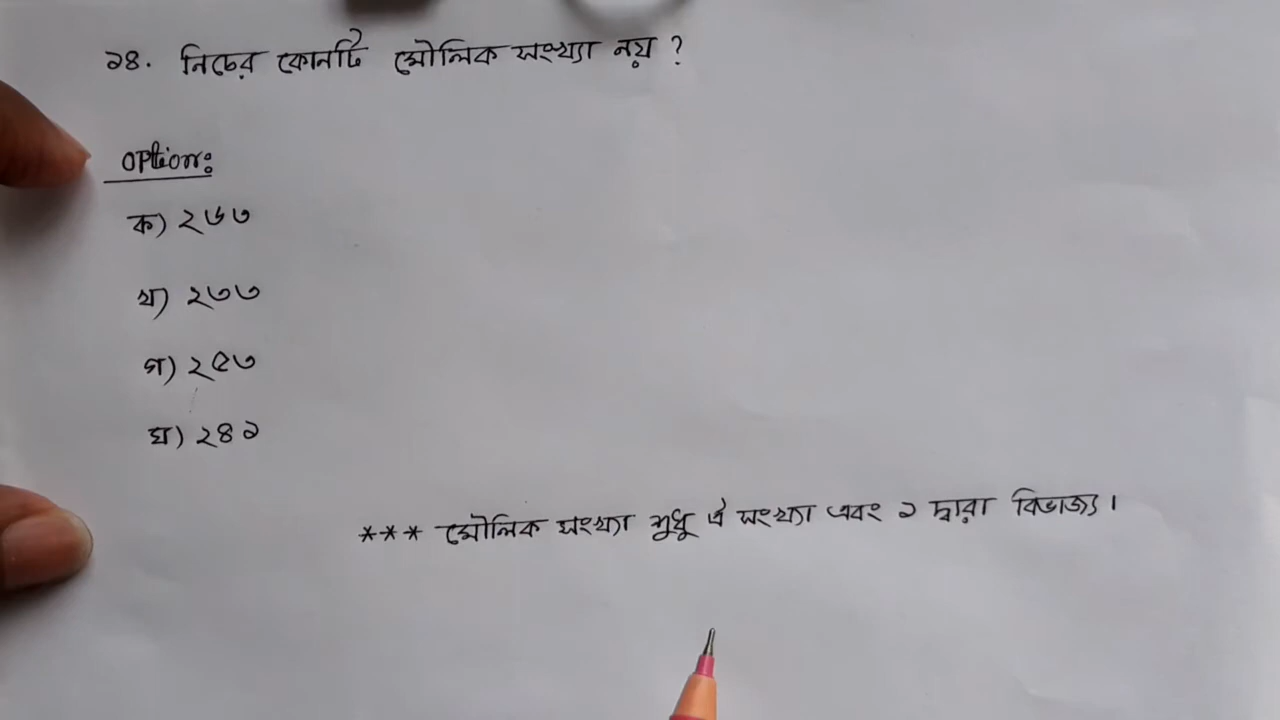 ১৪. নিচের কোনটি মৌলিক সংখ্যা নয় ?
option:
ক) ২৬৩
খ) ২৩৩
গ) ২৫৩
ঘ) ২৪১
*** মৌলিক সংখ্যা শুধু ঐ সংখ্যা এবং ১ দ্বারা বিভাজ্য।